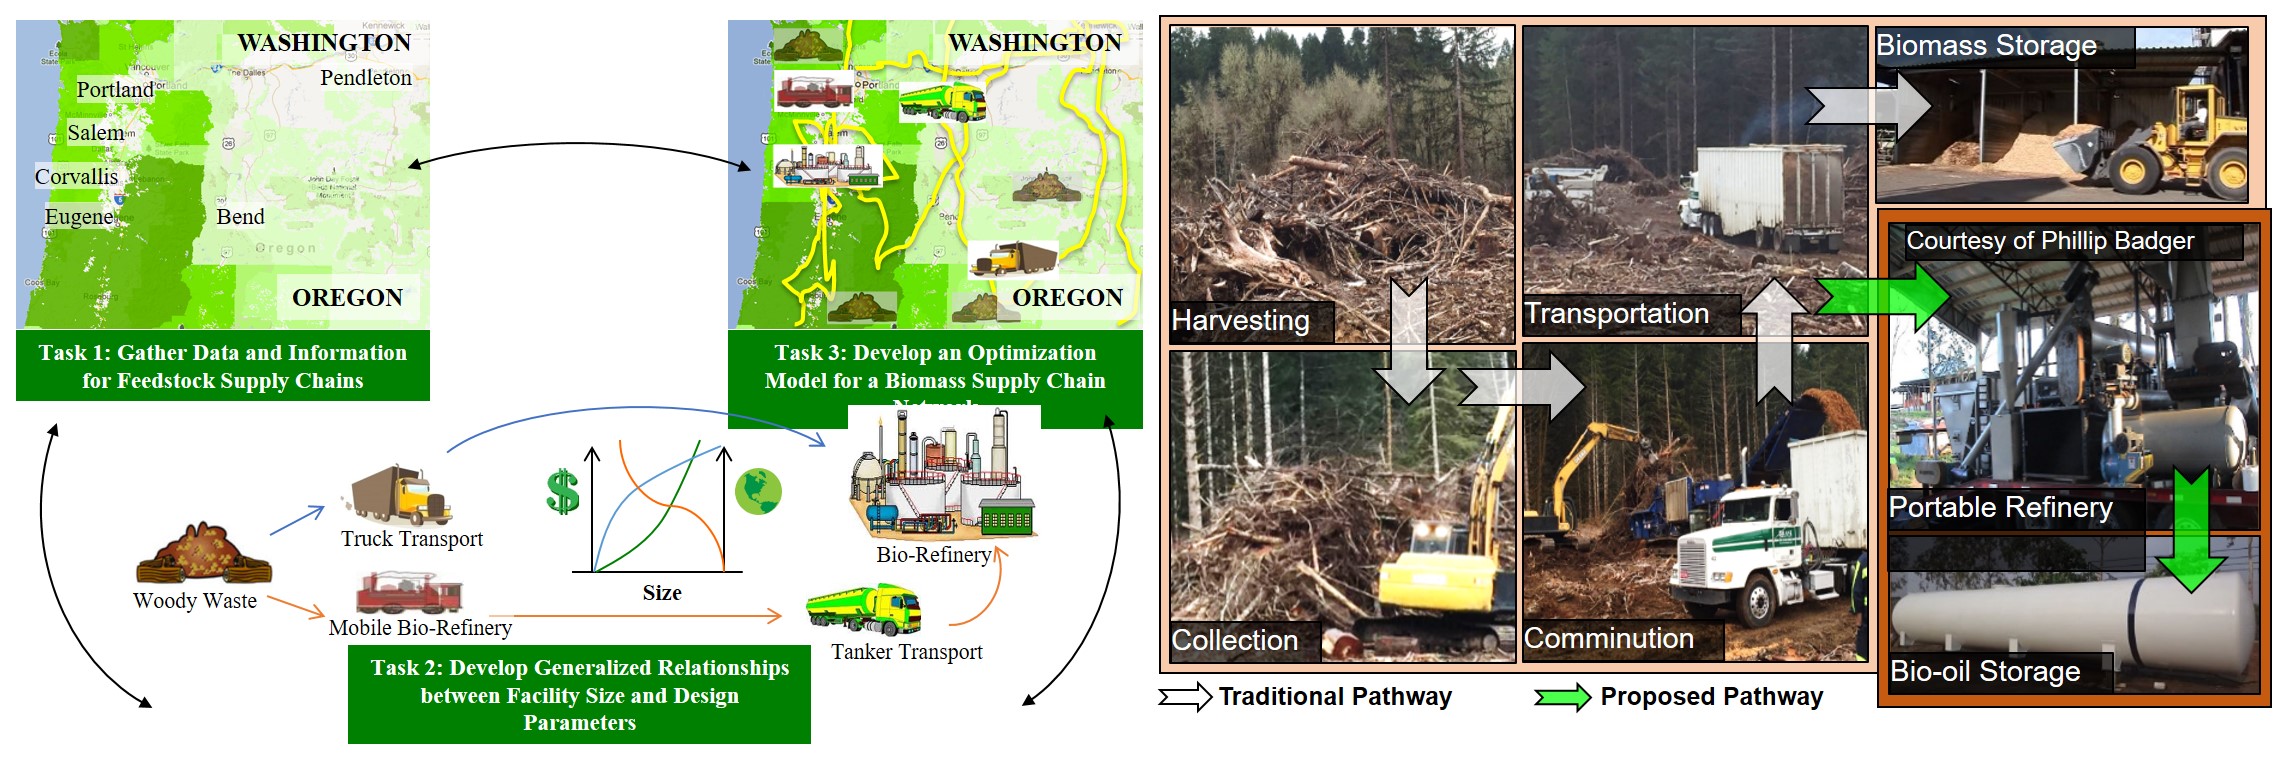 WASHINGTON
Pendleton
Portland
Salem
Corvallis
Eugene
Bend
Oregon
OREGON
Task 1: Gather Data and Information
for Feedstock Supply Chains
WASHINGTON
OREGON
Task 3: Develop an Optimization
Model for a Biomass Supply Chain
Network
$
Truck Transport
Woody Waste
Mobile Bio-Refinery
Size
Bio-Refinery
Tanker Transport
Task 2: Develop Generalized Relationships
between Facility Size and Design
Parameters
Harvesting
Collection
Transportation
Comminution
Biomass Storage
Courtesy of Phillip Badger
Portable Refinery
Bio-oil Storage
Traditional Pathway
Proposed Pathway